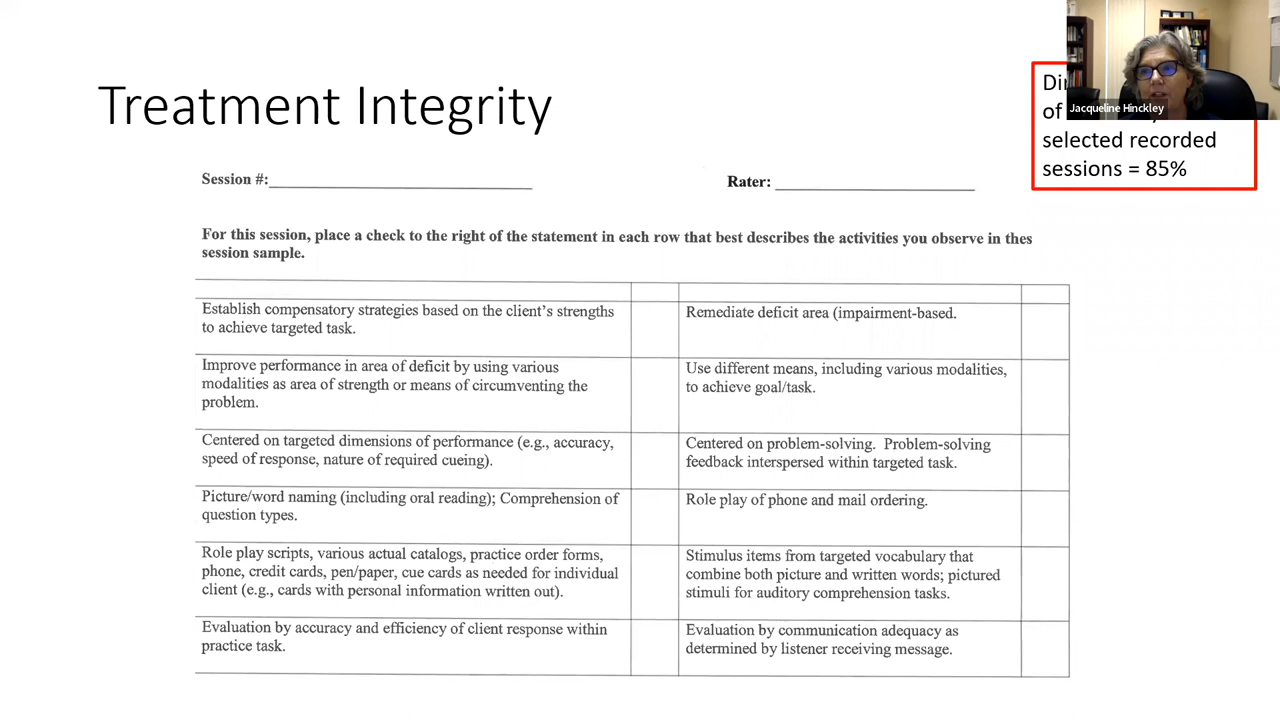 Treatment Integrity
Jacqueline Hinckley
of
selected recorded
sessions = 85%
Session #:
Rater:
For this session, place a check to the right of the statement in each row that best describes the activities you observe in thes
session sample.
Establish compensatory strategies based on the client's strengths
to achieve targeted task.
Remediate deficit area (impairment-based.
Improve performance in area of deficit by using various
modalities as area of strength or means of circumventing the
problem.
Use different means, including various modalities,
to achieve goal/task.
Centered on targeted dimensions of performance (e.g., accuracy,
speed of response, nature of required cueing).
Centered on problem-solving.  Problem-solving
feedback interspersed within targeted task.
Picture/word naming (including oral reading); Comprehension of
question types.
Role play of phone and mail ordering.
Role play scripts, various actual catalogs, practice order forms,
phone, credit cards, pen/paper, cue cards as needed for individual
client (e.g., cards with personal information written out).
Stimulus items from targeted vocabulary that
combine both picture and written words; pictured
stimuli for auditory comprehension tasks.
Evaluation by accuracy and efficiency of client response within
practice task.
Evaluation by communication adequacy as
determined by listener receiving message.